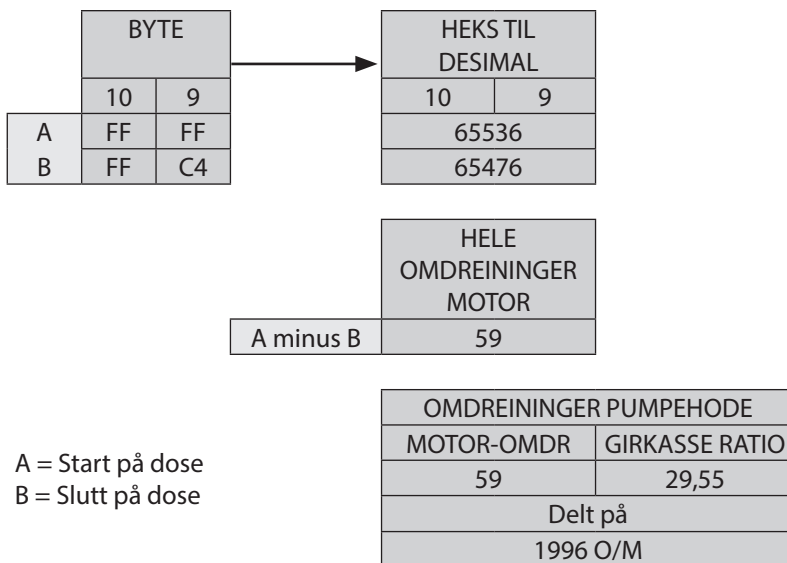 BYTE
HEKS TIL
DESIMAL
10 9
10 9
A FF FF
65536
B FF C4
65476
HELE
OMDREININGER
MOTOR
A minus B 59
OMDREININGER PUMPEHODE
MOTOR-OMDR GIRKASSE RATIO
59 29,55
Delt på
1996 O/M
A = Start på dose
B = Slutt på dose